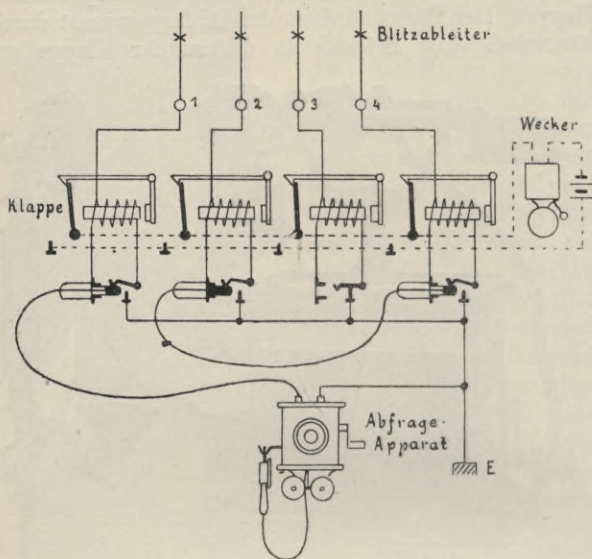 Blitzableiter
1 2 3 4
Wecker
Klappe
Abfrage-
Apparat
E